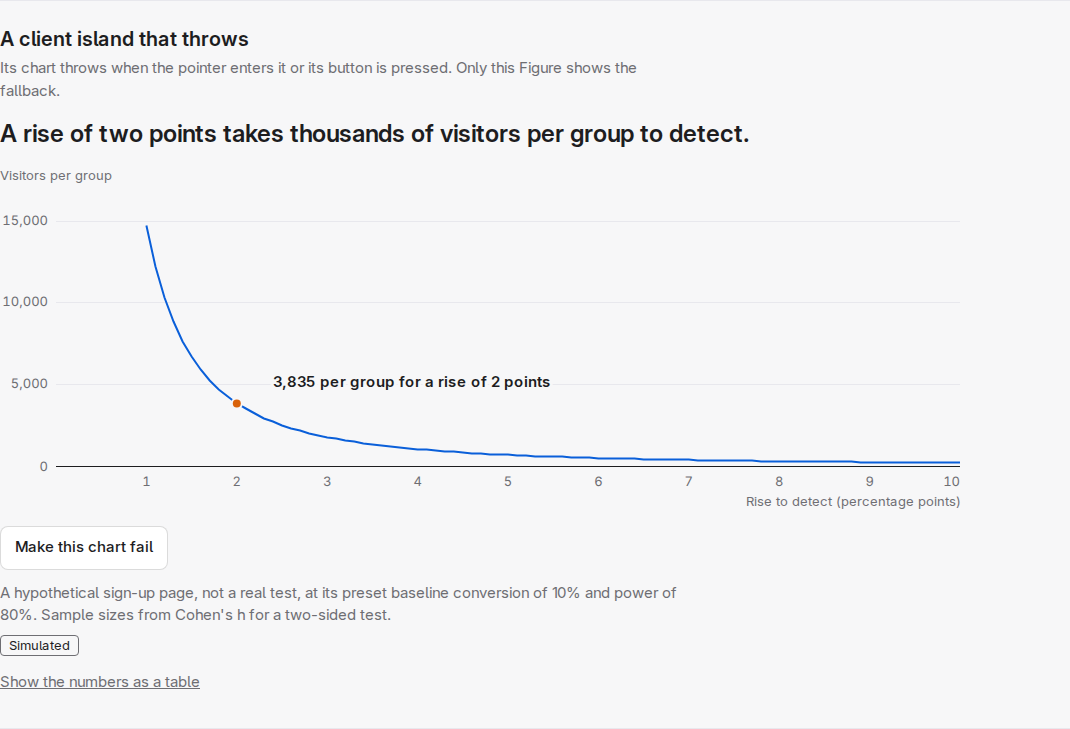 A client island that throws
Its chart throws when the pointer enters it or its button is pressed. Only this Figure shows the
fallback.
A rise of two points takes thousands of visitors per group to detect.
Visitors per group
15,000
10,000
5,000
3,835 per group for a rise of 2 points
0
1 2 3 4 5 6 7 8 9 10
Rise to detect (percentage points)
Make this chart fail
A hypothetical sign-up page, not a real test, at its preset baseline conversion of 10% and power of
80%. Sample sizes from Cohen's h for a two-sided test.
Simulated
Show the numbers as a table